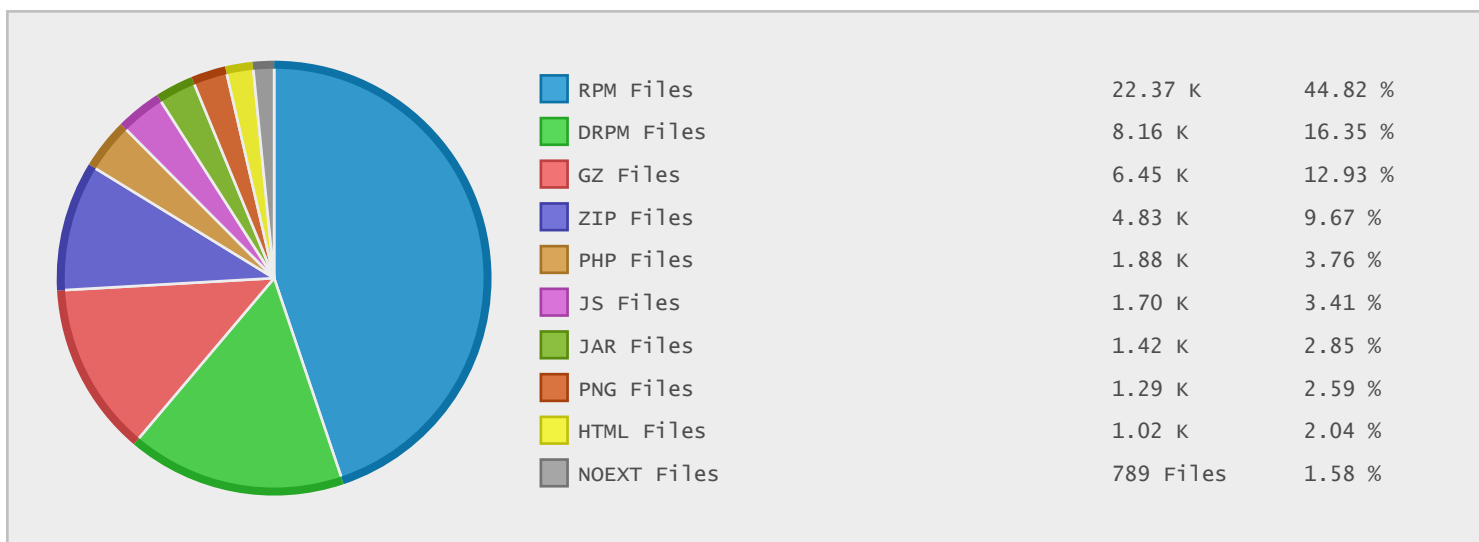 RPM Files 22.37 K 44.82 %
DRPM Files 8.16 K 16.35 %
GZ Files 6.45 K 12.93 %
ZIP Files 4.83 K 9.67 %
PHP Files 1.88 K 3.76 %
JS Files 1.70 K 3.41 %
JAR Files 1.42 K 2.85 %
PNG Files 1.29 K 2.59 %
HTML Files 1.02 K 2.04 %
NOEXT Files 789 Files 1.58 %